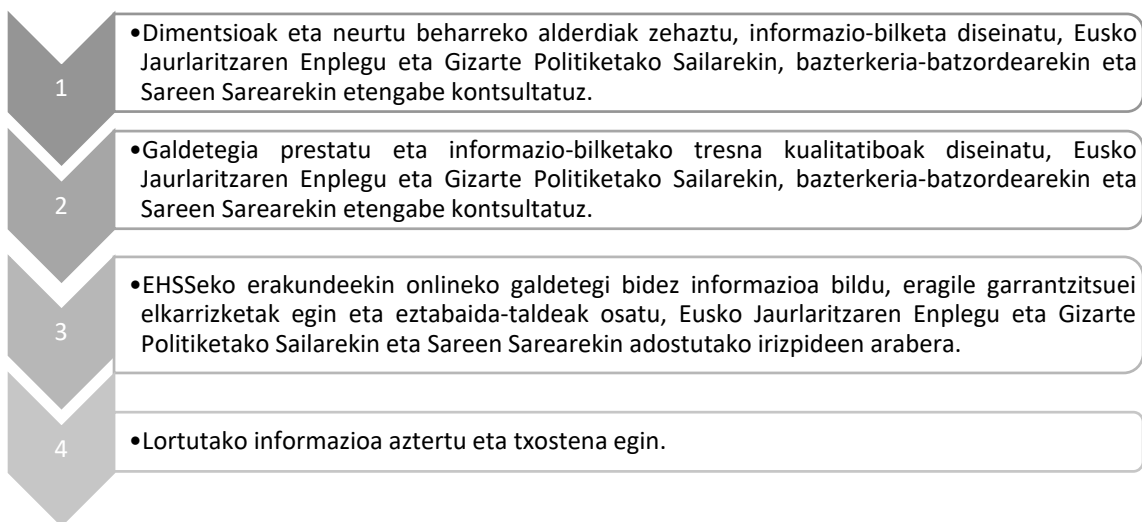 1
•Dimentsioak eta neurtu beharreko alderdiak zehaztu, informazio-bilketa diseinatu, Eusko
Jaurlaritzaren Enplegu eta Gizarte Politiketako Sailarekin, bazterkeria-batzordearekin eta
Sareen Sarearekin etengabe kontsultatuz.
2
•Galdetegia prestatu eta informazio-bilketako tresna kualitatiboak diseinatu, Eusko
Jaurlaritzaren Enplegu eta Gizarte Politiketako Sailarekin, bazterkeria-batzordearekin eta
Sareen Sarearekin etengabe kontsultatuz.
3
•EHSSeko erakundeekin onlineko galdetegi bidez informazioa bildu, eragile garrantzitsuei
elkarrizketak egin eta eztabaida-taldeak osatu, Eusko Jaurlaritzaren Enplegu eta Gizarte
Politiketako Sailarekin eta Sareen Sarearekin adostutako irizpideen arabera.
4
•Lortutako informazioa aztertu eta txostena egin.